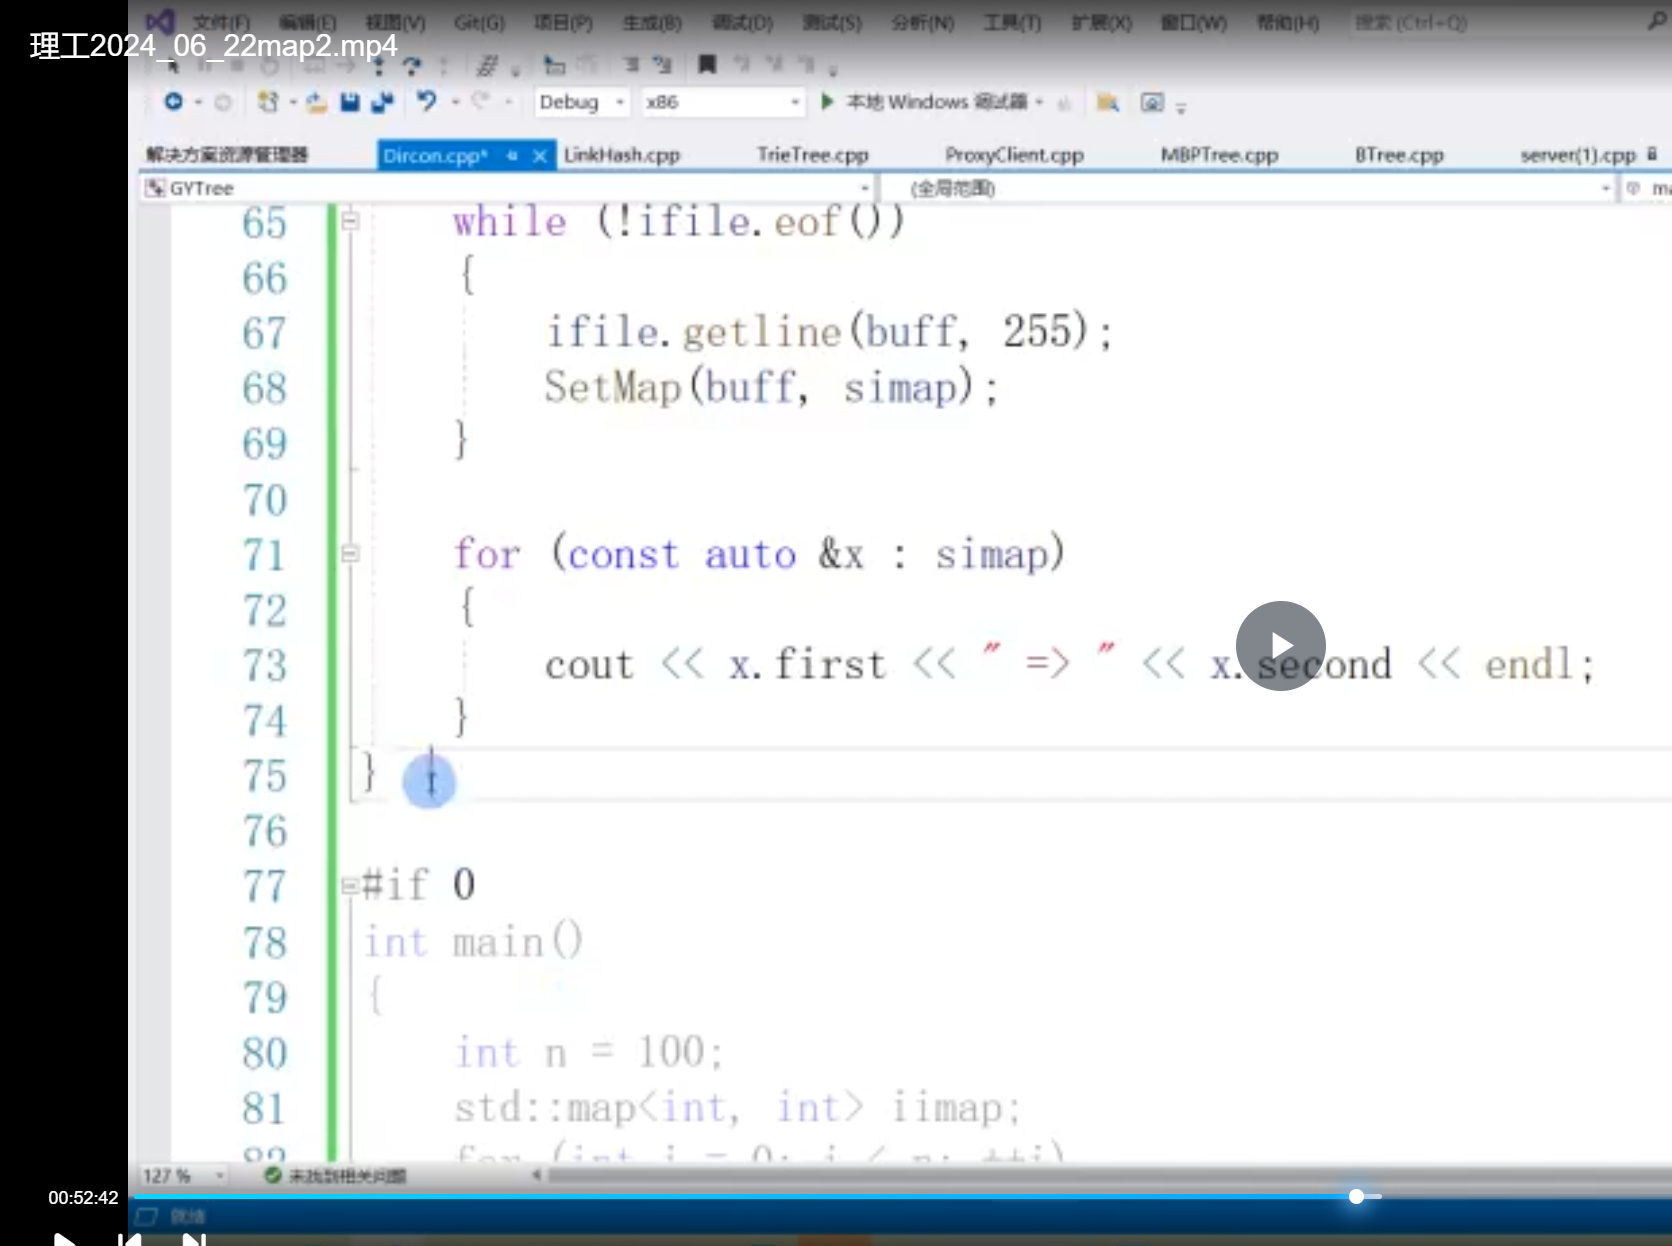 文件(F) 编辑(E) 视图(V) Git(G) 项目(P) 生成(B) 调试(D) 测试(S) 分析(N) 工具(T) 扩展(X) 窗口(W) 帮助(H) 搜索 (Ctrl+Q)
理工2024_06_22map2.mp4
Debug x86 本地 Windows 调试器
解决方案资源管理器 Dircon.cpp* LinkHash.cpp TrieTree.cpp ProxyClient.cpp MBPTree.cpp BTree.cpp server(1).cpp
GYTree (全局范围)
65 while (!ifile.eof())
66 {
67 ifile.getline(buff, 255);
68 SetMap(buff, simap);
69 }
70
71 for (const auto &x : simap)
72 {
73 cout << x.first << " => " << x.second << endl;
74 }
75 }
76
77 #if 0
78 int main()
79 {
80 int n = 100;
81 std::map<int, int> iimap;
82 for (int i = 0; i < n; ++i)
127 % 未找到相关问题
00:52:42
就绪